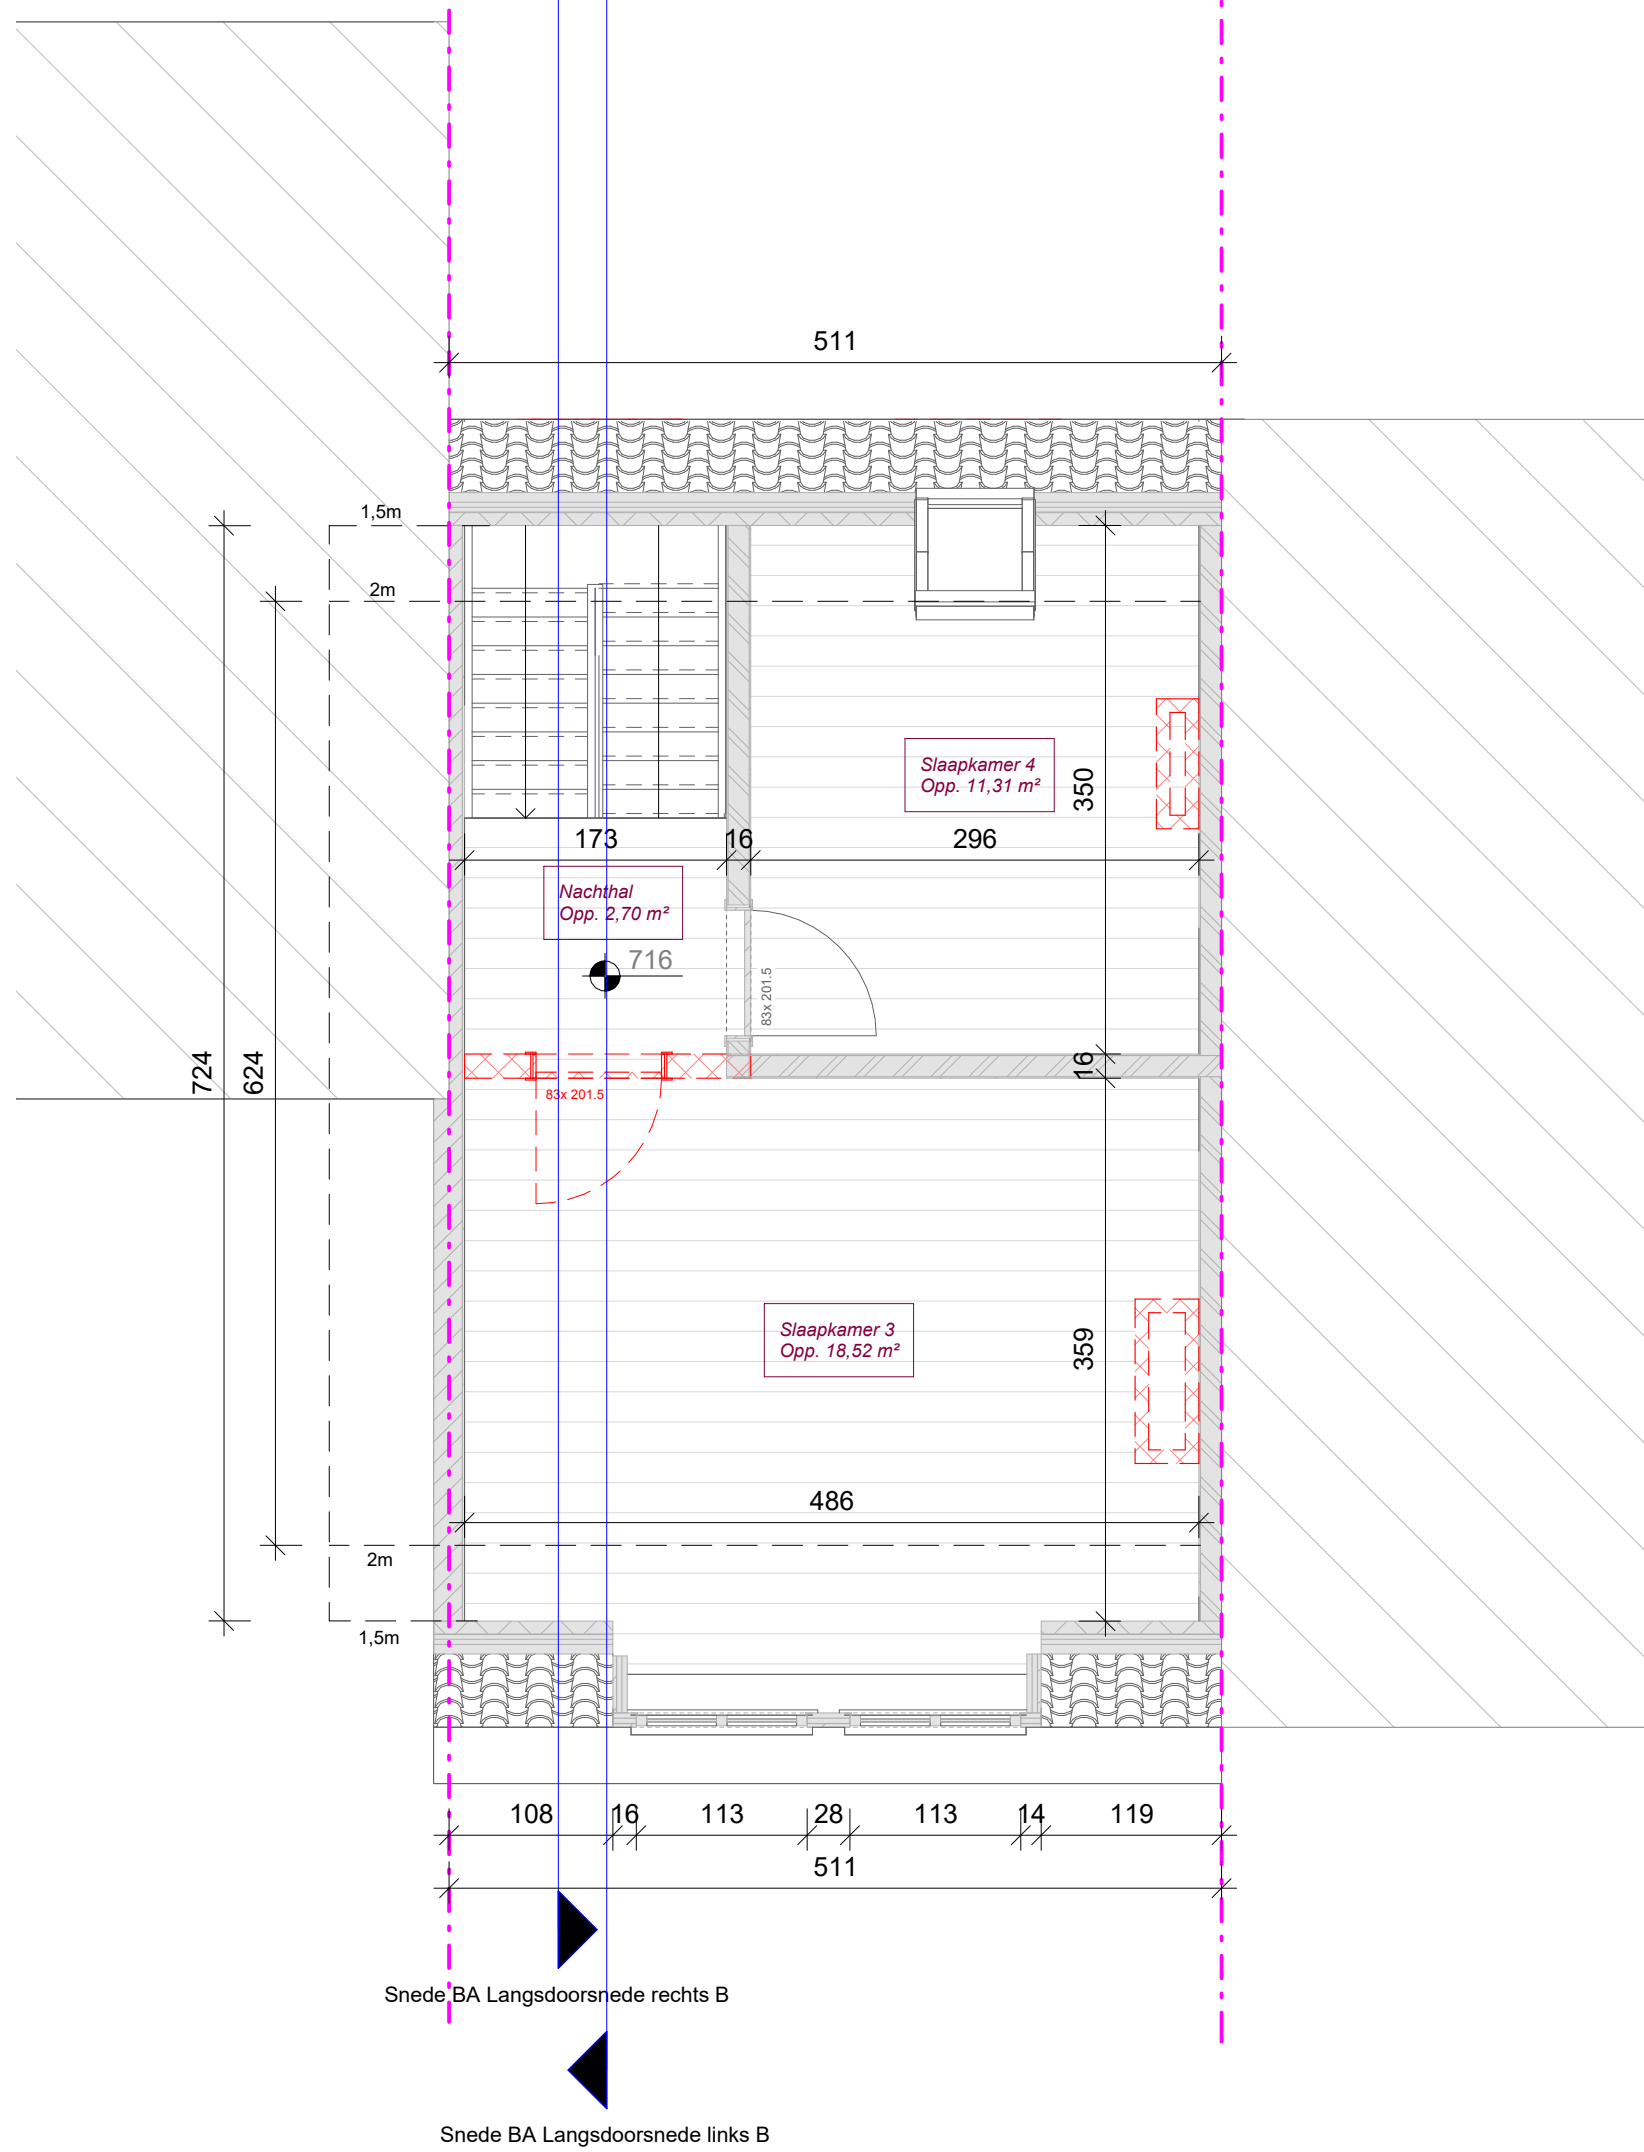 511
1,5m
2m
Slaapkamer 4
Opp. 11,31 m²
350
173
16
296
Nachthal
Opp. 2,70 m²
716
83x 201.5
724
624
16
83x 201.5
Slaapkamer 3
Opp. 18,52 m²
359
486
2m
1,5m
108
16
113
28
113
14
119
511
Snede BA Langsdoorsnede rechts B
Snede BA Langsdoorsnede links B